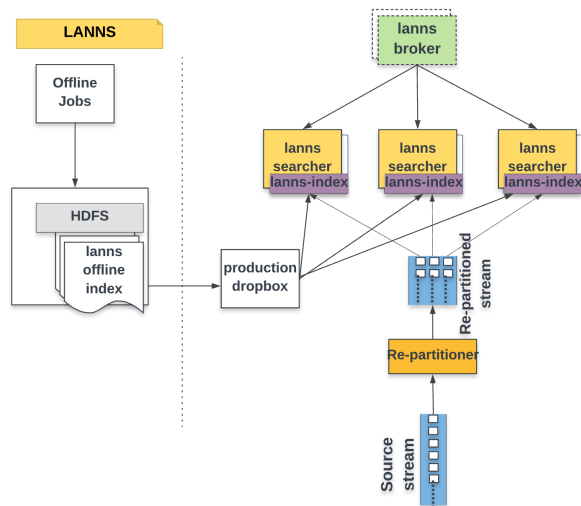 LANNS
Offline
Jobs
HDFS
lanns
offline
index
production
dropbox
lanns
broker
lanns
searcher
lanns-index
lanns
searcher
lanns-index
lanns
searcher
lanns-index
Re-partitioned
stream
Re-partitioner
Source
stream